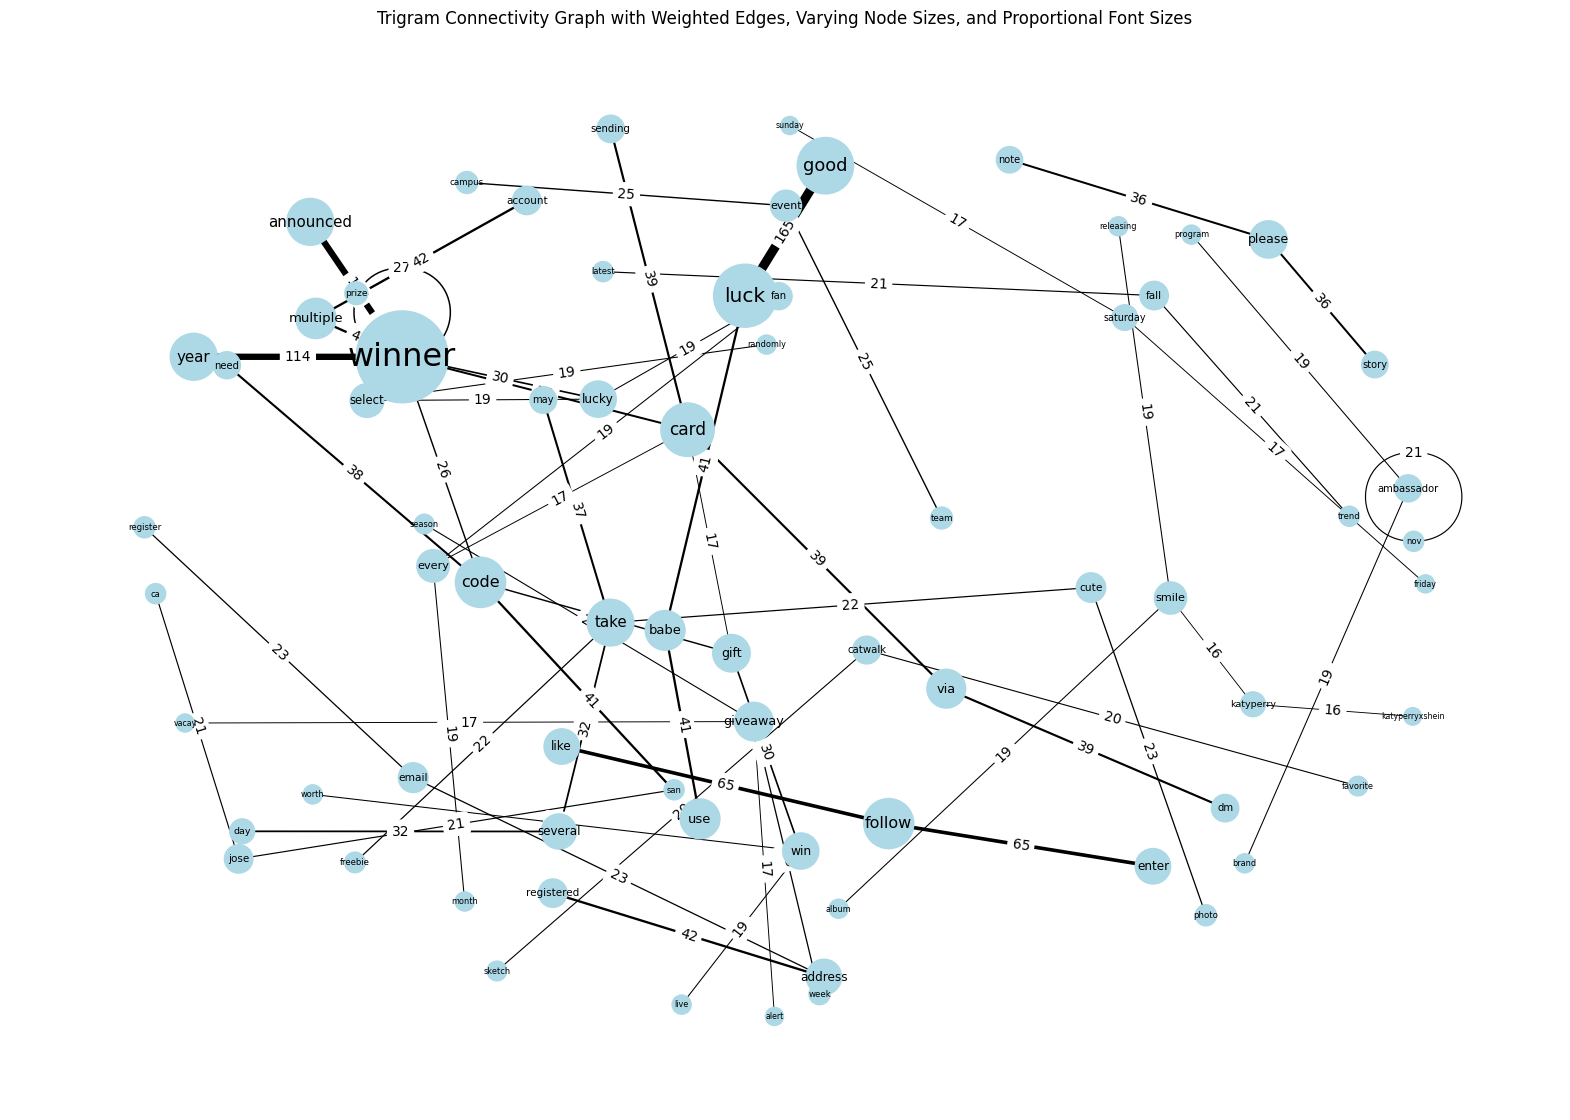 Trigram Connectivity Graph with Weighted Edges, Varying Node Sizes, and Proportional Font Sizes
sending
sunday
good
note
campus
25
account
event
36
announced
17
releasing
program
please
165
42
27
39
latest
21
prize
luck
fan
fall
36
multiple
saturday
year
114
winner
need
19
randomly
19
story
30
19
select
19
may
lucky
21
19
card
19
25
17
21
38
26
41
17
ambassador
37
season
team
trend
register
17
39
nov
every
code
friday
ca
22
cute
smile
take
babe
23
gift
catwalk
16
via
41
katyperry
20
16
katyperryxshein
vacay
21
17
giveaway
19
19
32
41
22
like
30
39
23
19
email
65
favorite
worth
san
dm
day
32
21
several
use
follow
jose
freebie
win
65
enter
brand
17
23
registered
month
album
photo
42
19
sketch
address
week
live
alert